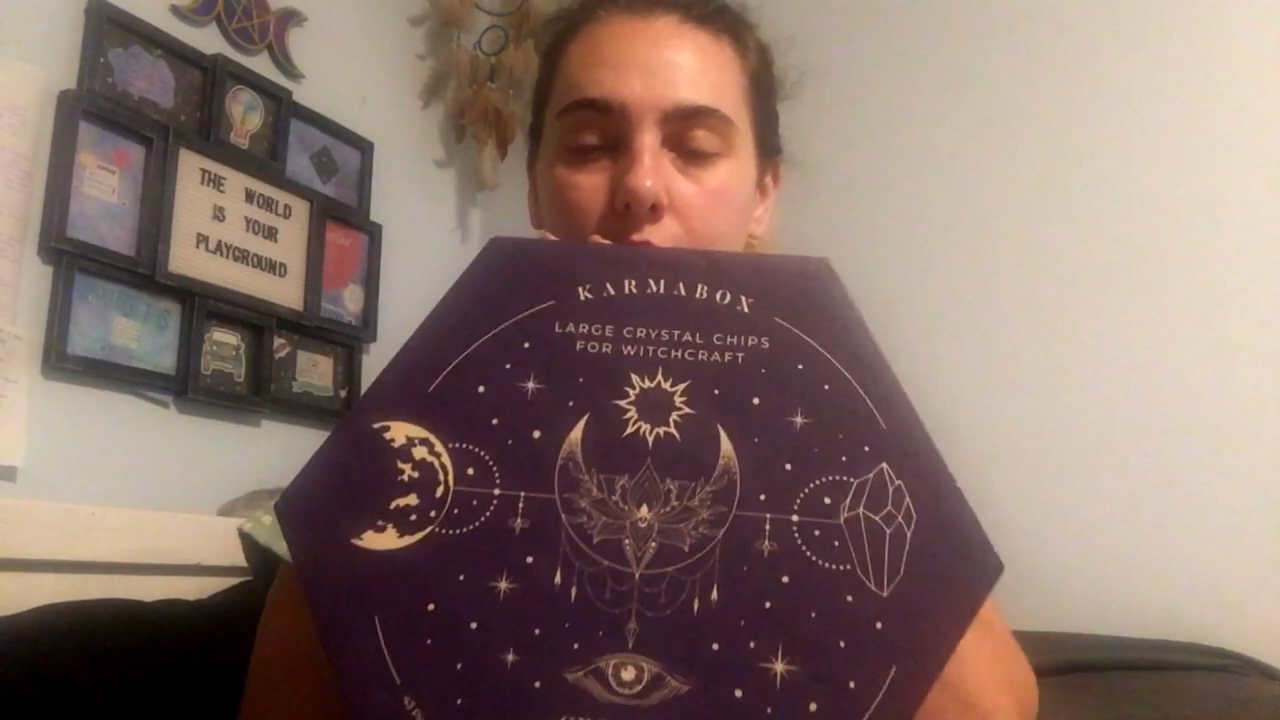 THE WORLD
IS YOUR
PLAYGROUND
KARMABOX
LARGE CRYSTAL CHIPS
FOR WITCHCRAFT